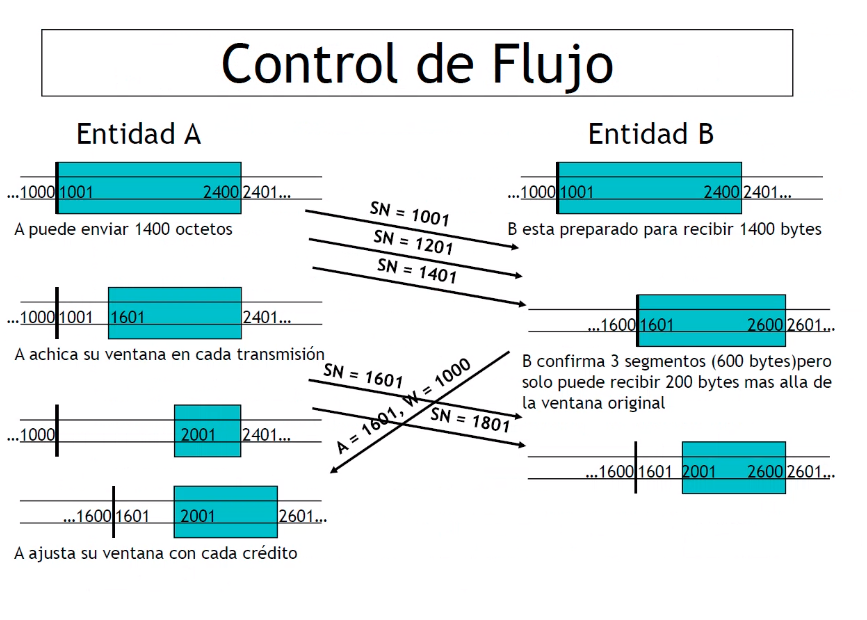 Control de Flujo
Entidad A
Entidad B
...1000 1001 2400 2401...
...1000 1001 2400 2401...
A puede enviar 1400 octetos
B esta preparado para recibir 1400 bytes
SN = 1001
SN = 1201
SN = 1401
...1000 1001 1601 2401...
...1600 1601 2600 2601...
A achica su ventana en cada transmisión
B confirma 3 segmentos (600 bytes)pero
solo puede recibir 200 bytes mas alla de
la ventana original
SN = 1601
A = 1601, W = 1000
SN = 1801
...1000 2001 2401...
...1600 1601 2001 2600 2601...
...1600 1601 2001 2601...
A ajusta su ventana con cada crédito